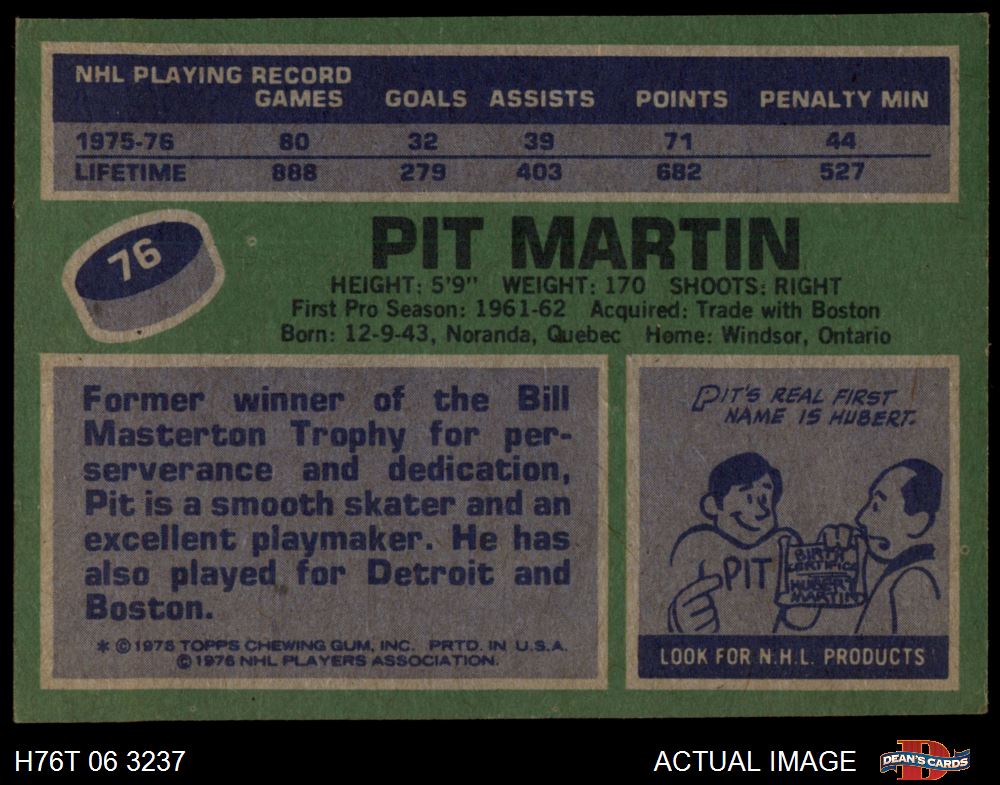 NHL PLAYING RECORD
GAMES GOALS ASSISTS POINTS PENALTY MIN
1975-76 80 32 39 71 44
LIFETIME 888 279 403 682 527
76
PIT MARTIN
HEIGHT: 5'9" WEIGHT: 170 SHOOTS: RIGHT
First Pro Season: 1961-62 Acquired: Trade with Boston
Born: 12-9-43, Noranda, Quebec Home: Windsor, Ontario
Former winner of the Bill
Masterton Trophy for per-
serverance and dedication,
Pit is a smooth skater and an
excellent playmaker. He has
also played for Detroit and
Boston.
* © 1976 TOPPS CHEWING GUM, INC. PRTD. IN U.S.A.
© 1976 NHL PLAYERS ASSOCIATION.
PIT'S REAL FIRST
NAME IS HUBERT.
PIT
BIRTH
CERTIFICA
HUBERT
MARTIN
LOOK FOR N.H.L. PRODUCTS
H76T 06 3237
ACTUAL IMAGE
D
DEAN'S CARDS